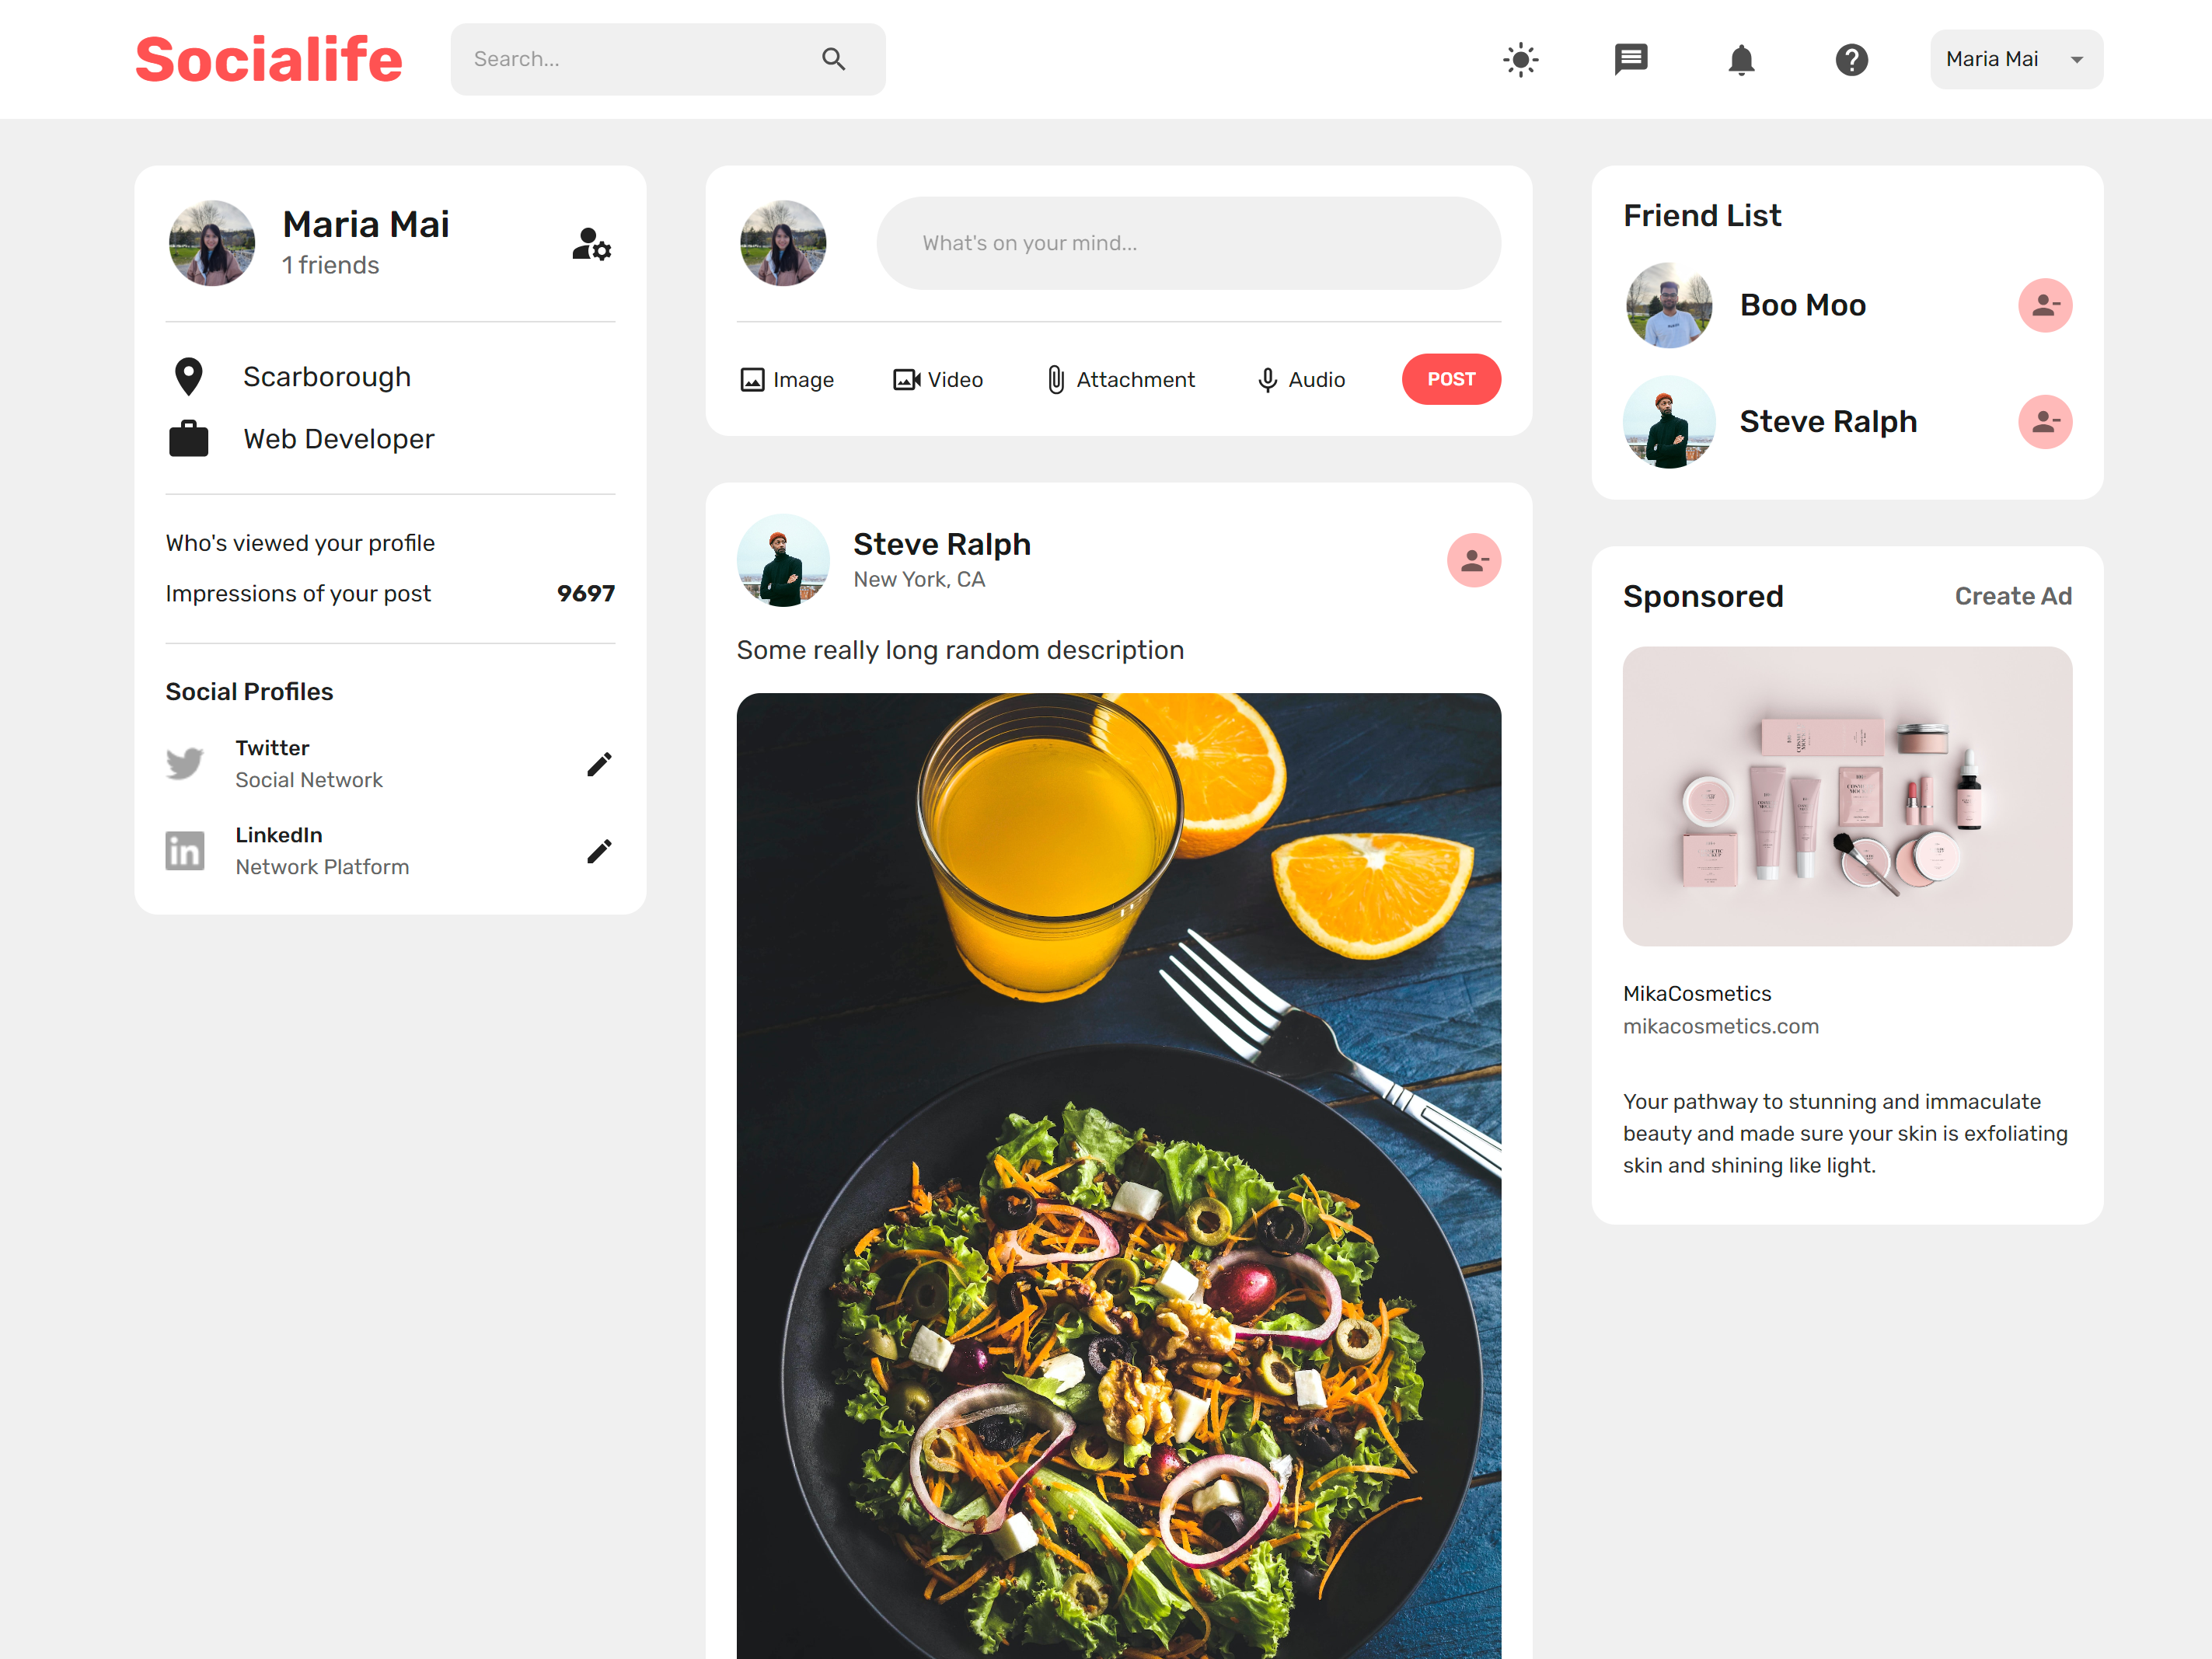 Socialife
Search...
Maria Mai
Maria Mai
1 friends
Scarborough
Web Developer
Who's viewed your profile
Impressions of your post 9697
Social Profiles
Twitter
Social Network
LinkedIn
Network Platform
What's on your mind...
Image Video Attachment Audio POST
Steve Ralph
New York, CA
Some really long random description
Friend List
Boo Moo
Steve Ralph
Sponsored Create Ad
MikaCosmetics
mikacosmetics.com
Your pathway to stunning and immaculate
beauty and made sure your skin is exfoliating
skin and shining like light.